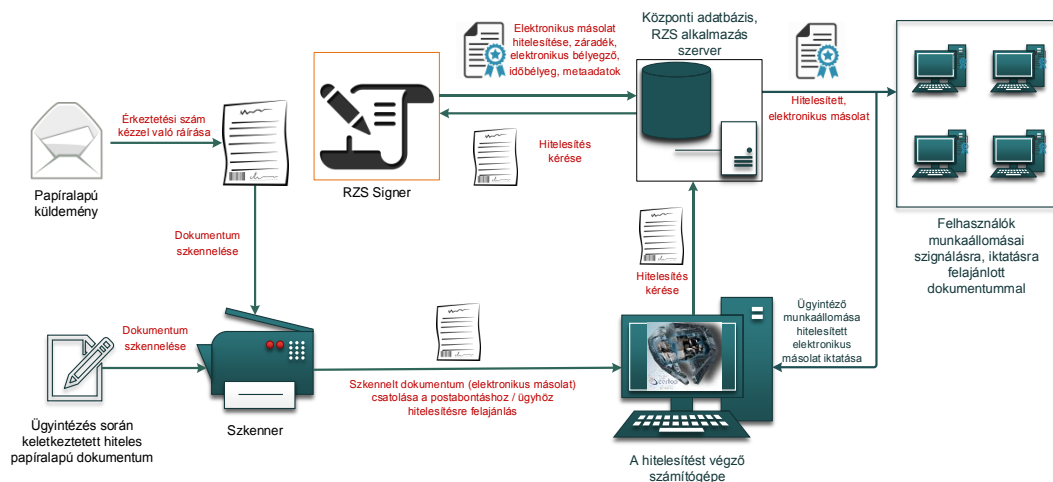 Elektronikus másolat
hitelesítése, záradék,
elektronikus bélyegző,
időbélyeg, metaadatok
Központi adatbázis,
RZS alkalmazás
szerver
Hitelesített,
elektronikus másolat
Érkeztetési szám
kézzel való ráírása
Hitelesítés
kérése
Papíralapú
küldemény
RZS Signer
Felhasználók
munkaállomásai
szignálásra, iktatásra
felajánlott
dokumentummal
Dokumentum
szkennelése
Hitelesítés
kérése
Ügyintéző
munkaállomása
hitelesített
elektronikus
másolat iktatása
Dokumentum
szkennelése
Szkennelt dokumentum (elektronikus másolat)
csatolása a postabontáshoz / ügyhöz
hitelesítésre felajánlás
Ügyintézés során
keletkeztetett hiteles
papíralapú dokumentum
Szkenner
A hitelesítést végző
számítógépe